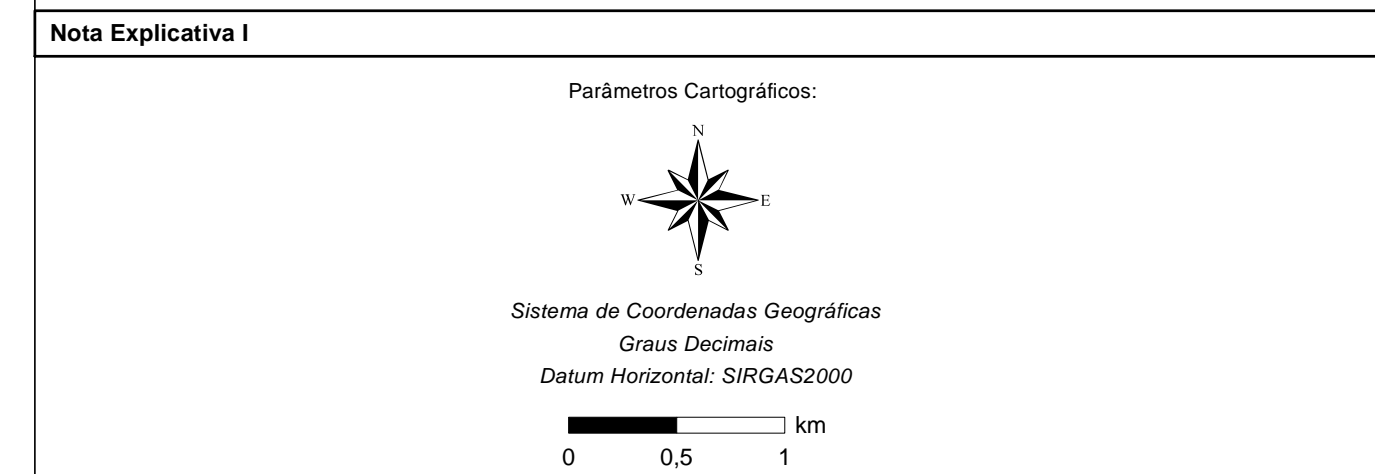 Nota Explicativa I
Parâmetros Cartográficos:
N
W E
S
Sistema de Coordenadas Geográficas
Graus Decimais
Datum Horizontal: SIRGAS2000
km
0 0,5 1